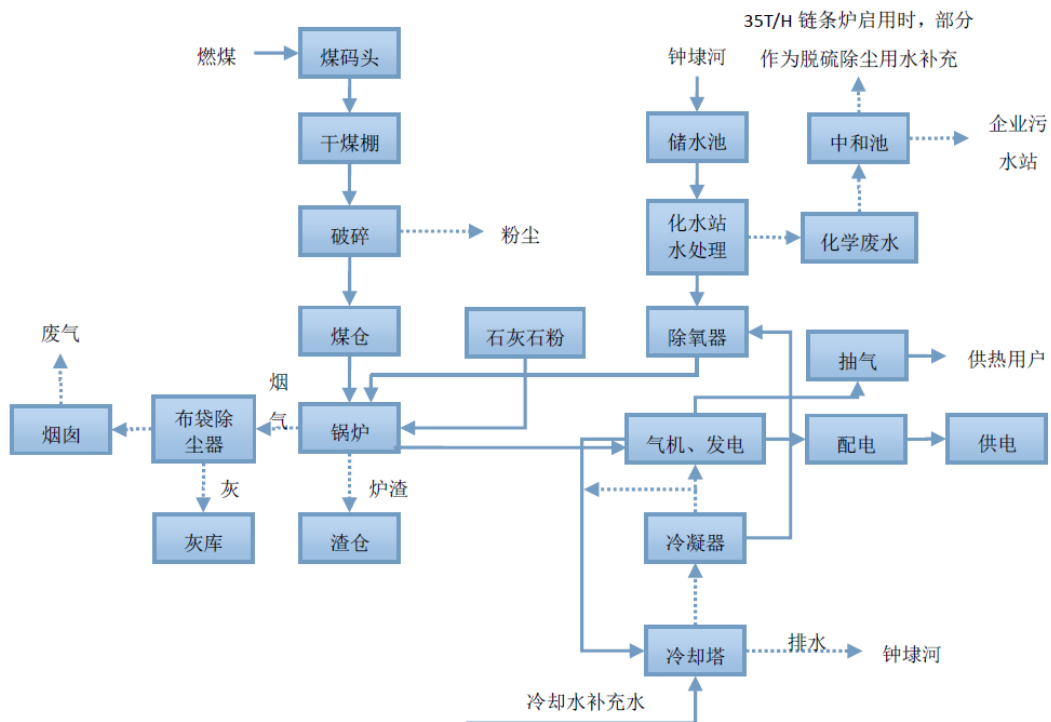 35T/H 链条炉启用时，部分
作为脱硫除尘用水补充
燃煤
煤码头
钟埭河
干煤棚
储水池
中和池
企业污
水站
破碎
粉尘
化水站
水处理
化学废水
废气
煤仓
石灰石粉
除氧器
抽气
供热用户
烟
气
烟囱
布袋除
尘器
锅炉
气机、发电
配电
供电
灰
炉渣
灰库
渣仓
冷凝器
冷却塔
排水
钟埭河
冷却水补充水